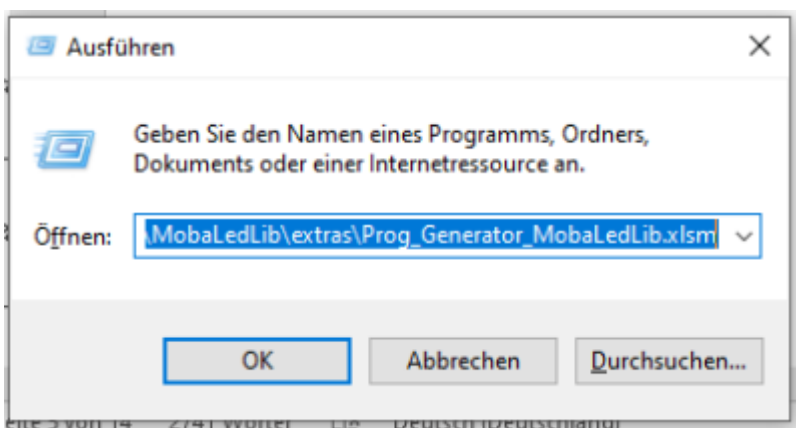 Ausführen
Geben Sie den Namen eines Programms, Ordners,
Dokuments oder einer Internetressource an.
Öffnen: \MobaLedLib\extras\Prog_Generator_MobaLedLib.xlsm
OK Abbrechen Durchsuchen...